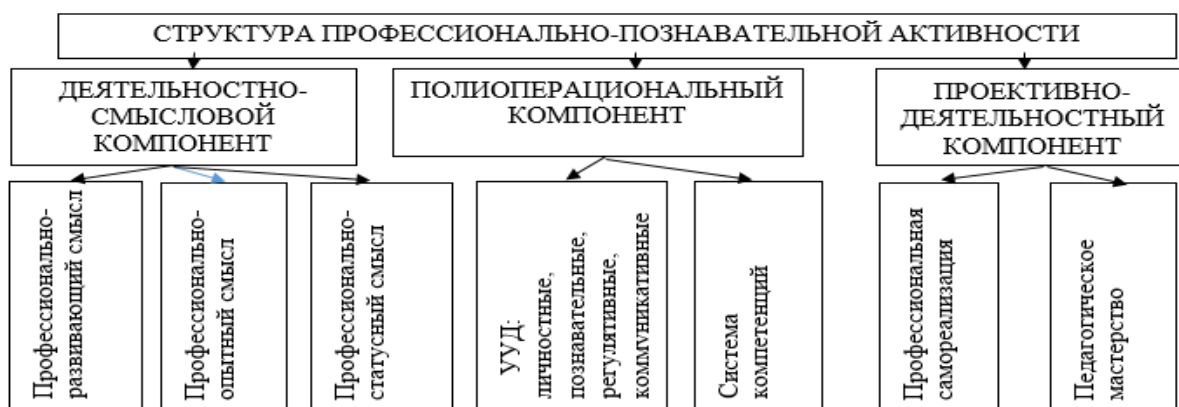 СТРУКТУРА ПРОФЕССИОНАЛЬНО-ПОЗНАВАТЕЛЬНОЙ АКТИВНОСТИ
ДЕЯТЕЛЬНОСТНО-
СМЫСЛОВОЙ
КОМПОНЕНТ
ПОЛИОПЕРАЦИОНАЛЬНЫЙ
КОМПОНЕНТ
ПРОЕКТИВНО-
ДЕЯТЕЛЬНОСТНЫЙ
КОМПОНЕНТ
Профессионально-
развивающий смысл
Профессионально-
опытный смысл
Профессионально-
статусный смысл
УУД:
личностные,
познавательные,
регулятивные,
коммуникативные
Система
компетенций
Профессиональная
самореализация
Педагогическое
мастерство